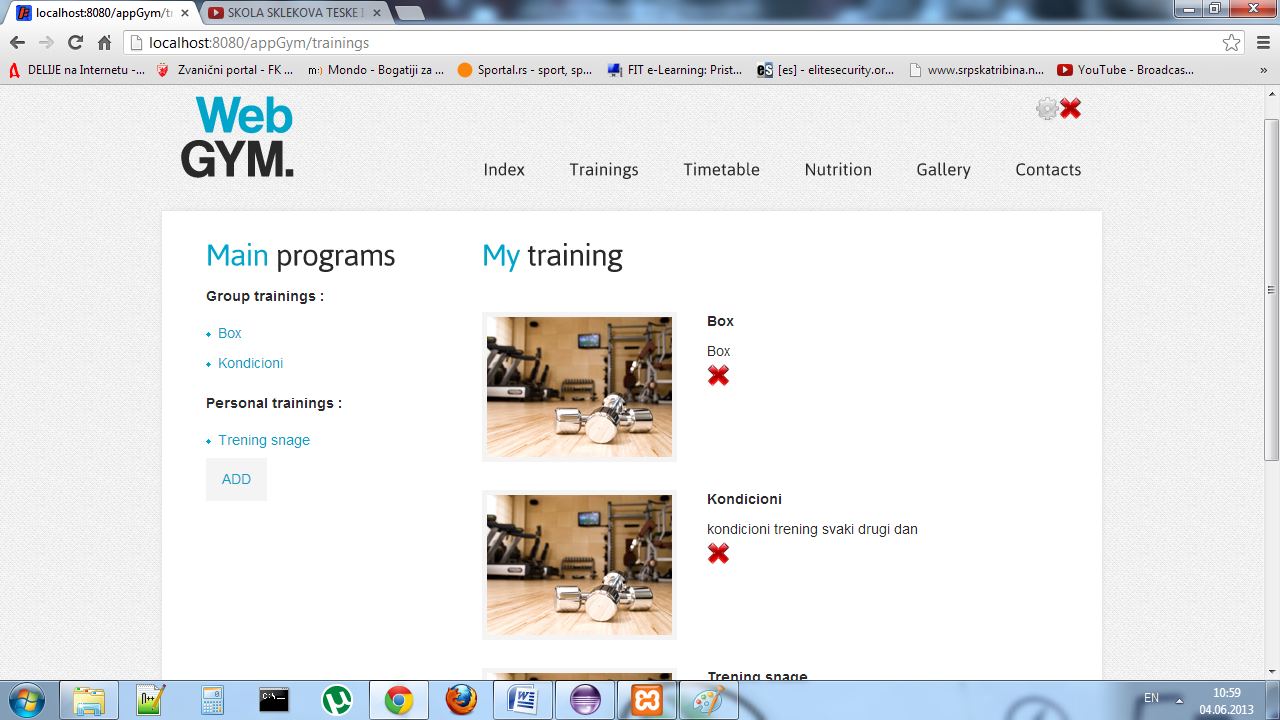 localhost:8080/appGym/tr
SKOLA SKLEKOVA TESKE I
localhost:8080/appGym/trainings
DELIJE na Internetu -...
Zvanični portal - FK ...
m:)
Mondo - Bogatiji za ...
Sportal.rs - sport, sp...
FIT e-Learning: Prist...
[es] - elitesecurity.or...
www.srpskatribina.n...
YouTube - Broadcas...
»
Web
GYM.
Index
Trainings
Timetable
Nutrition
Gallery
Contacts
Main programs
Group trainings :
Box
Kondicioni
Personal trainings :
Trening snage
ADD
My training
Box
Box
Kondicioni
kondicioni trening svaki drugi dan
Trening snage
EN
10:59
04.06.2013